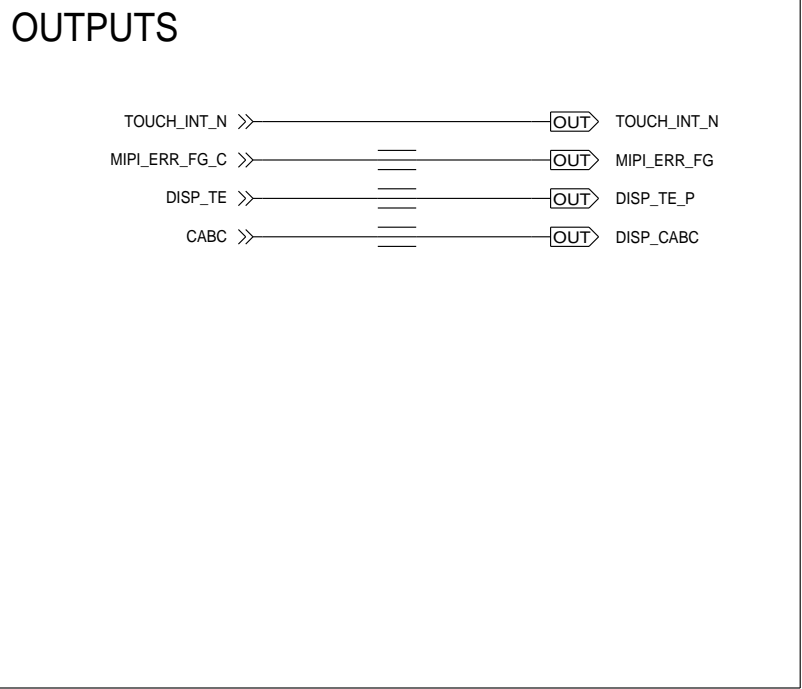 OUTPUTS
TOUCH_INT_N OUT TOUCH_INT_N
MIPI_ERR_FG_C OUT MIPI_ERR_FG
DISP_TE OUT DISP_TE_P
CABC OUT DISP_CABC